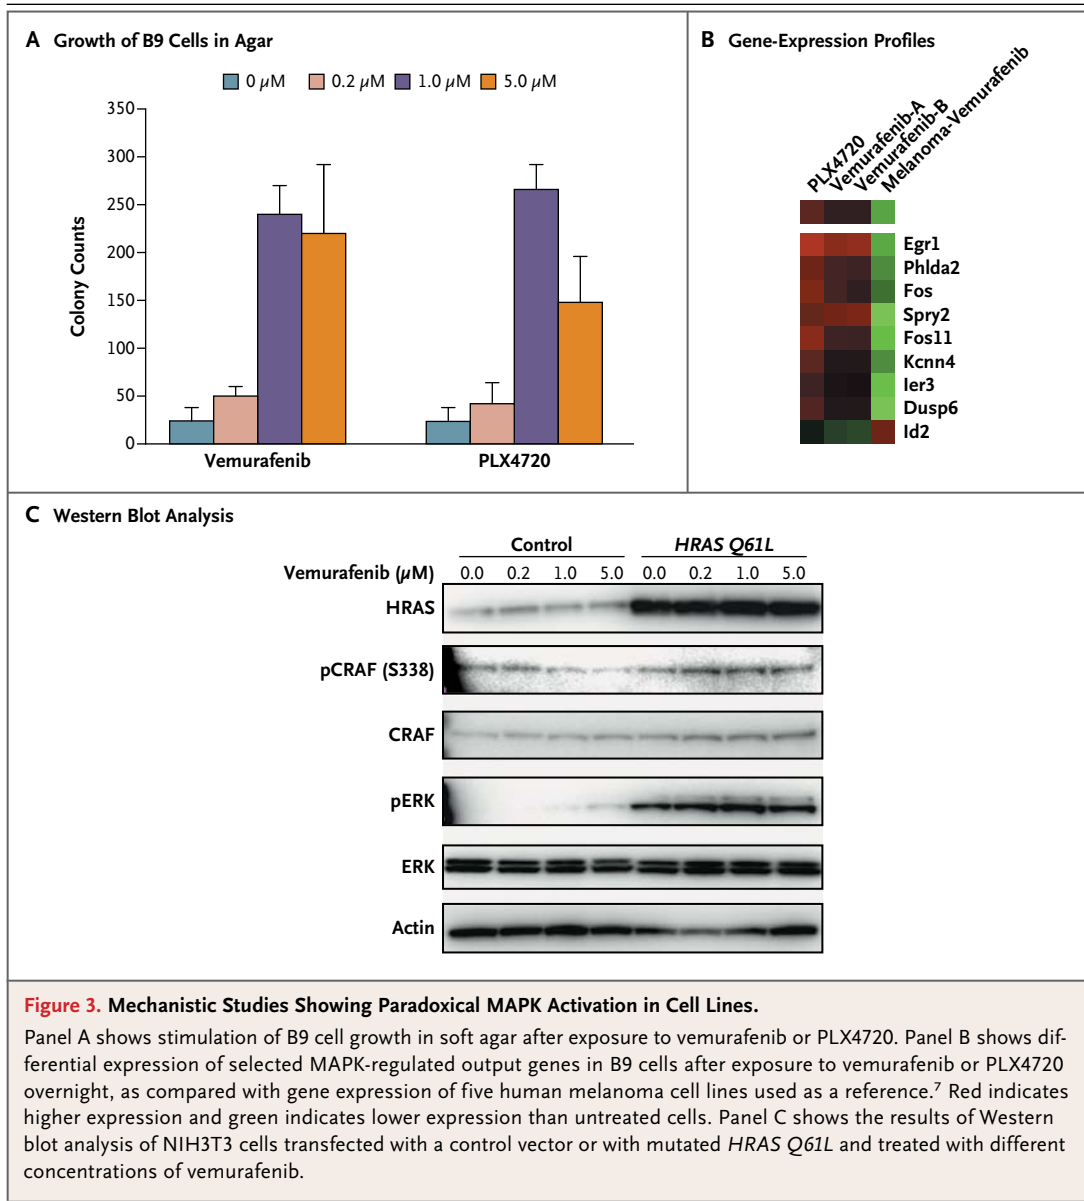 A Growth of B9 Cells in Agar
0 µM 0.2 µM 1.0 µM 5.0 µM
Colony Counts
350
300
250
200
150
100
50
0
Vemurafenib PLX4720
B Gene-Expression Profiles
PLX4720
Vemurafenib-A
Vemurafenib-B
Melanoma-Vemurafenib
Egr1
Phlda2
Fos
Spry2
Fos11
Kcnn4
Ier3
Dusp6
Id2
C Western Blot Analysis
Control HRAS Q61L
Vemurafenib (µM) 0.0 0.2 1.0 5.0 0.0 0.2 1.0 5.0
HRAS
pCRAF (S338)
CRAF
pERK
ERK
Actin
Figure 3. Mechanistic Studies Showing Paradoxical MAPK Activation in Cell Lines.
Panel A shows stimulation of B9 cell growth in soft agar after exposure to vemurafenib or PLX4720. Panel B shows dif-
ferential expression of selected MAPK-regulated output genes in B9 cells after exposure to vemurafenib or PLX4720
overnight, as compared with gene expression of five human melanoma cell lines used as a reference.7 Red indicates
higher expression and green indicates lower expression than untreated cells. Panel C shows the results of Western
blot analysis of NIH3T3 cells transfected with a control vector or with mutated HRAS Q61L and treated with different
concentrations of vemurafenib.